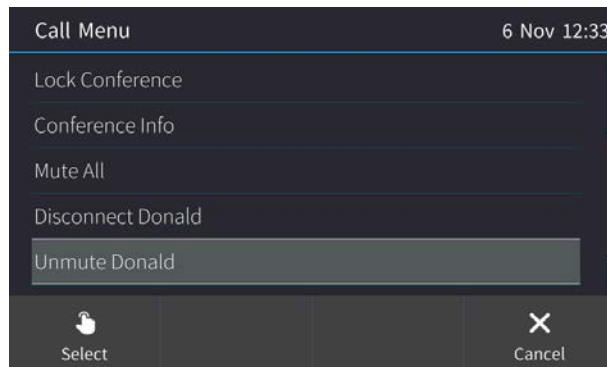 Call Menu 6 Nov 12:33
Lock Conference
Conference Info
Mute All
Disconnect Donald
Unmute Donald
Select Cancel